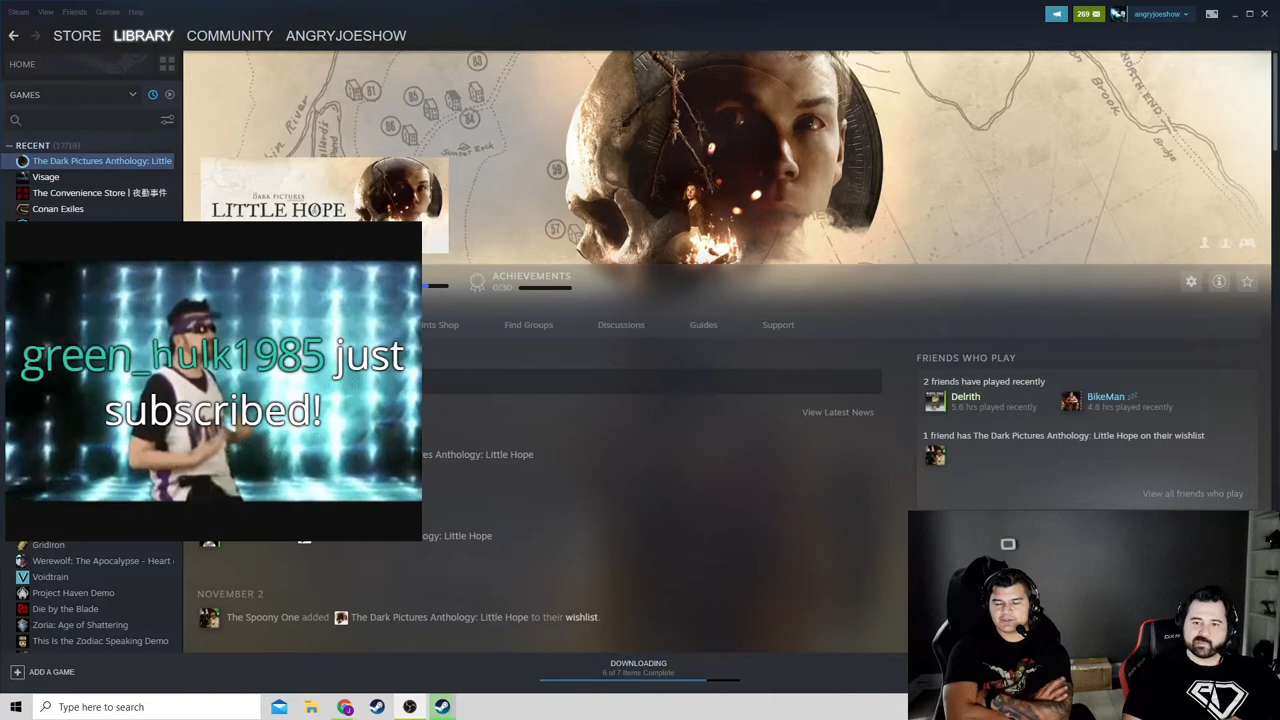 Steam View Friends Games Help
269 angryjoeshow
STORE LIBRARY COMMUNITY ANGRYJOESHOW
HOME
GAMES
RECENT (17/18)
The Dark Pictures Anthology: Little
Visage
The Convenience Store | 夜勤事件
Conan Exiles
THE DARK PICTURES
LITTLE HOPE
ACHIEVEMENTS
0/30
ints Shop Find Groups Discussions Guides Support
green_hulk1985 just
subscribed!
View Latest News
es Anthology: Little Hope
ology: Little Hope
NOVEMBER 2
The Spoony One added The Dark Pictures Anthology: Little Hope to their wishlist.
FRIENDS WHO PLAY
2 friends have played recently
Delrith
5.6 hrs played recently
BikeMan
4.8 hrs played recently
1 friend has The Dark Pictures Anthology: Little Hope on their wishlist
View all friends who play
GridIron
Werewolf: The Apocalypse - Heart
Voidtrain
Project Haven Demo
Die by the Blade
Zoria: Age of Shattering
This Is the Zodiac Speaking Demo
ADD A GAME
DOWNLOADING
6 of 7 Items Complete
Type here to search